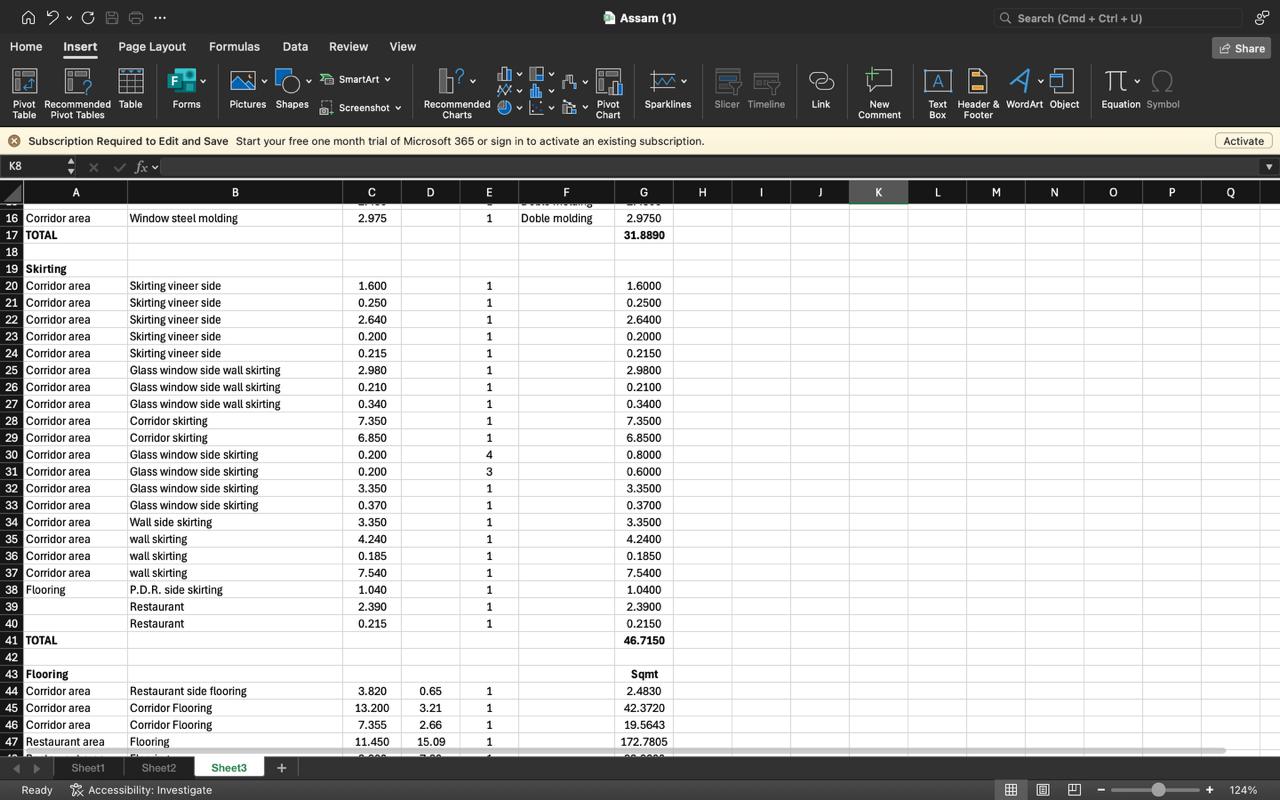 Assam (1)
Search (Cmd + Ctrl + U)
Home Insert Page Layout Formulas Data Review View
Share
Pivot Table
Recommended Pivot Tables
Table
Forms
Pictures
Shapes
SmartArt
Screenshot
Recommended Charts
Pivot Chart
Sparklines
Slicer
Timeline
Link
New Comment
Text Box
Header & Footer
WordArt
Object
Equation
Symbol
Subscription Required to Edit and Save Start your free one month trial of Microsoft 365 or sign in to activate an existing subscription. Activate
K8 fx
A B C D E F G H I J K L M N O P Q
16 Corridor area Window steel molding 2.975 1 Doble molding 2.9750
17 TOTAL 31.8890
18
19 Skirting
20 Corridor area Skirting vineer side 1.600 1 1.6000
21 Corridor area Skirting vineer side 0.250 1 0.2500
22 Corridor area Skirting vineer side 2.640 1 2.6400
23 Corridor area Skirting vineer side 0.200 1 0.2000
24 Corridor area Skirting vineer side 0.215 1 0.2150
25 Corridor area Glass window side wall skirting 2.980 1 2.9800
26 Corridor area Glass window side wall skirting 0.210 1 0.2100
27 Corridor area Glass window side wall skirting 0.340 1 0.3400
28 Corridor area Corridor skirting 7.350 1 7.3500
29 Corridor area Corridor skirting 6.850 1 6.8500
30 Corridor area Glass window side skirting 0.200 4 0.8000
31 Corridor area Glass window side skirting 0.200 3 0.6000
32 Corridor area Glass window side skirting 3.350 1 3.3500
33 Corridor area Glass window side skirting 0.370 1 0.3700
34 Corridor area Wall side skirting 3.350 1 3.3500
35 Corridor area wall skirting 4.240 1 4.2400
36 Corridor area wall skirting 0.185 1 0.1850
37 Corridor area wall skirting 7.540 1 7.5400
38 Flooring P.D.R. side skirting 1.040 1 1.0400
39 Restaurant 2.390 1 2.3900
40 Restaurant 0.215 1 0.2150
41 TOTAL 46.7150
42
43 Flooring Sqmt
44 Corridor area Restaurant side flooring 3.820 0.65 1 2.4830
45 Corridor area Corridor Flooring 13.200 3.21 1 42.3720
46 Corridor area Corridor Flooring 7.355 2.66 1 19.5643
47 Restaurant area Flooring 11.450 15.09 1 172.7805
Sheet1 Sheet2 Sheet3
Ready Accessibility: Investigate 124%